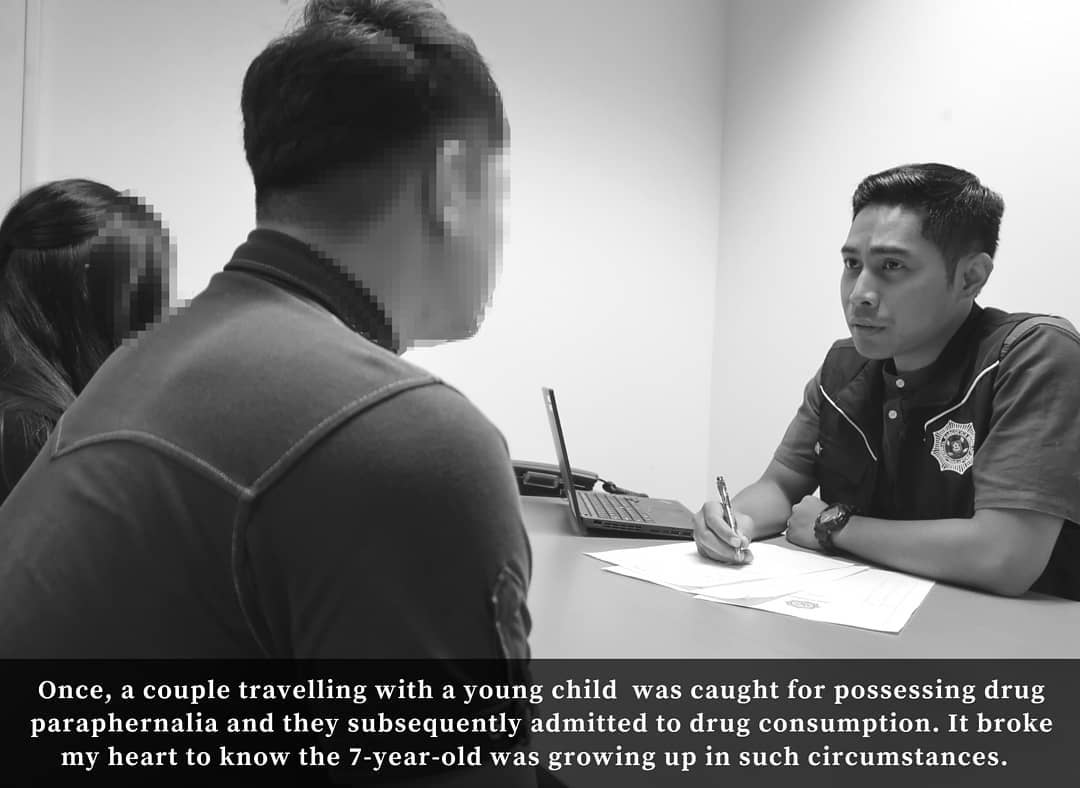 Once, a couple travelling with a young child was caught for possessing drug
paraphernalia and they subsequently admitted to drug consumption. It broke
my heart to know the 7-year-old was growing up in such circumstances.